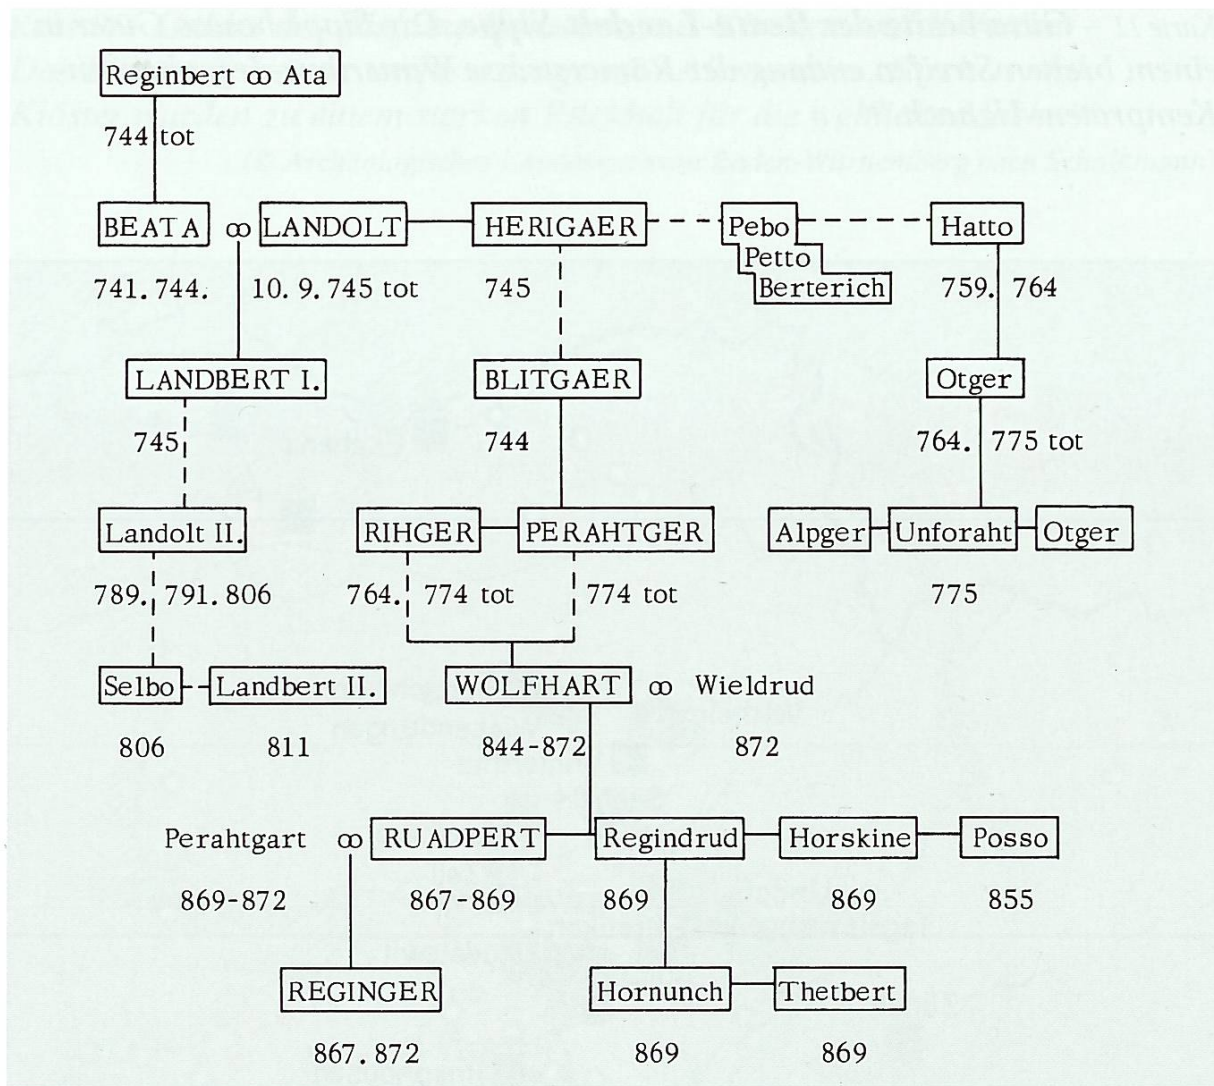 Reginbert ꝏ Ata
744 tot
BEATA ꝏ LANDOLT HERIGAER Pebo Hatto
Petto
Berterich
741. 744. 10. 9. 745 tot 745 759. 764
LANDBERT I. BLITGAER Otger
745 744 764. 775 tot
Landolt II. RIHGER PERAHTGER Alpger Unforaht Otger
789. 791. 806 764. 774 tot 774 tot 775
Selbo Landbert II. WOLFHART ꝏ Wieldrud
806 811 844-872 872
Perahtgart ꝏ RUADPERT Regindrud Horskine Posso
869-872 867-869 869 869 855
REGINGER Hornunch Thetbert
867. 872 869 869